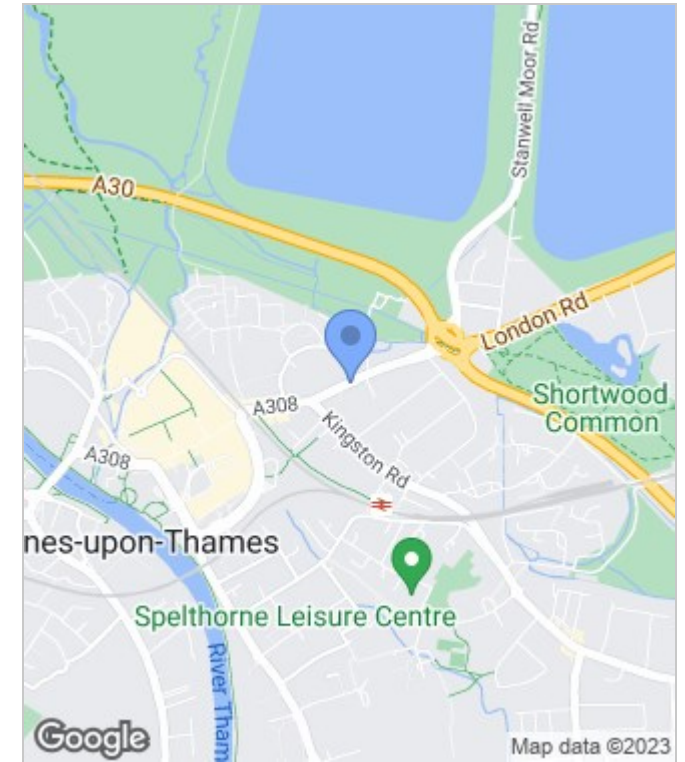 Stanwell Moor Rd
A30
London Rd
Shortwood
Common
A308
Kingston Rd
A308
nes-upon-Thames
Spelthorne Leisure Centre
River Tham
Google
Map data ©2023